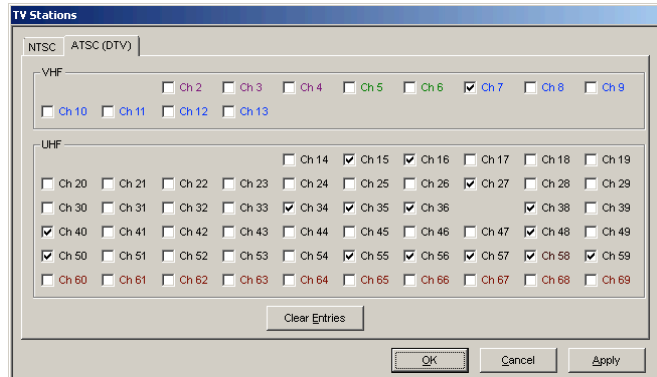 TV Stations
NTSC ATSC (DTV)
VHF
Ch 2 Ch 3 Ch 4 Ch 5 Ch 6 Ch 7 Ch 8 Ch 9
Ch 10 Ch 11 Ch 12 Ch 13
UHF
Ch 14 Ch 15 Ch 16 Ch 17 Ch 18 Ch 19
Ch 20 Ch 21 Ch 22 Ch 23 Ch 24 Ch 25 Ch 26 Ch 27 Ch 28 Ch 29
Ch 30 Ch 31 Ch 32 Ch 33 Ch 34 Ch 35 Ch 36 Ch 38 Ch 39
Ch 40 Ch 41 Ch 42 Ch 43 Ch 44 Ch 45 Ch 46 Ch 47 Ch 48 Ch 49
Ch 50 Ch 51 Ch 52 Ch 53 Ch 54 Ch 55 Ch 56 Ch 57 Ch 58 Ch 59
Ch 60 Ch 61 Ch 62 Ch 63 Ch 64 Ch 65 Ch 66 Ch 67 Ch 68 Ch 69
Clear Entries
OK Cancel Apply